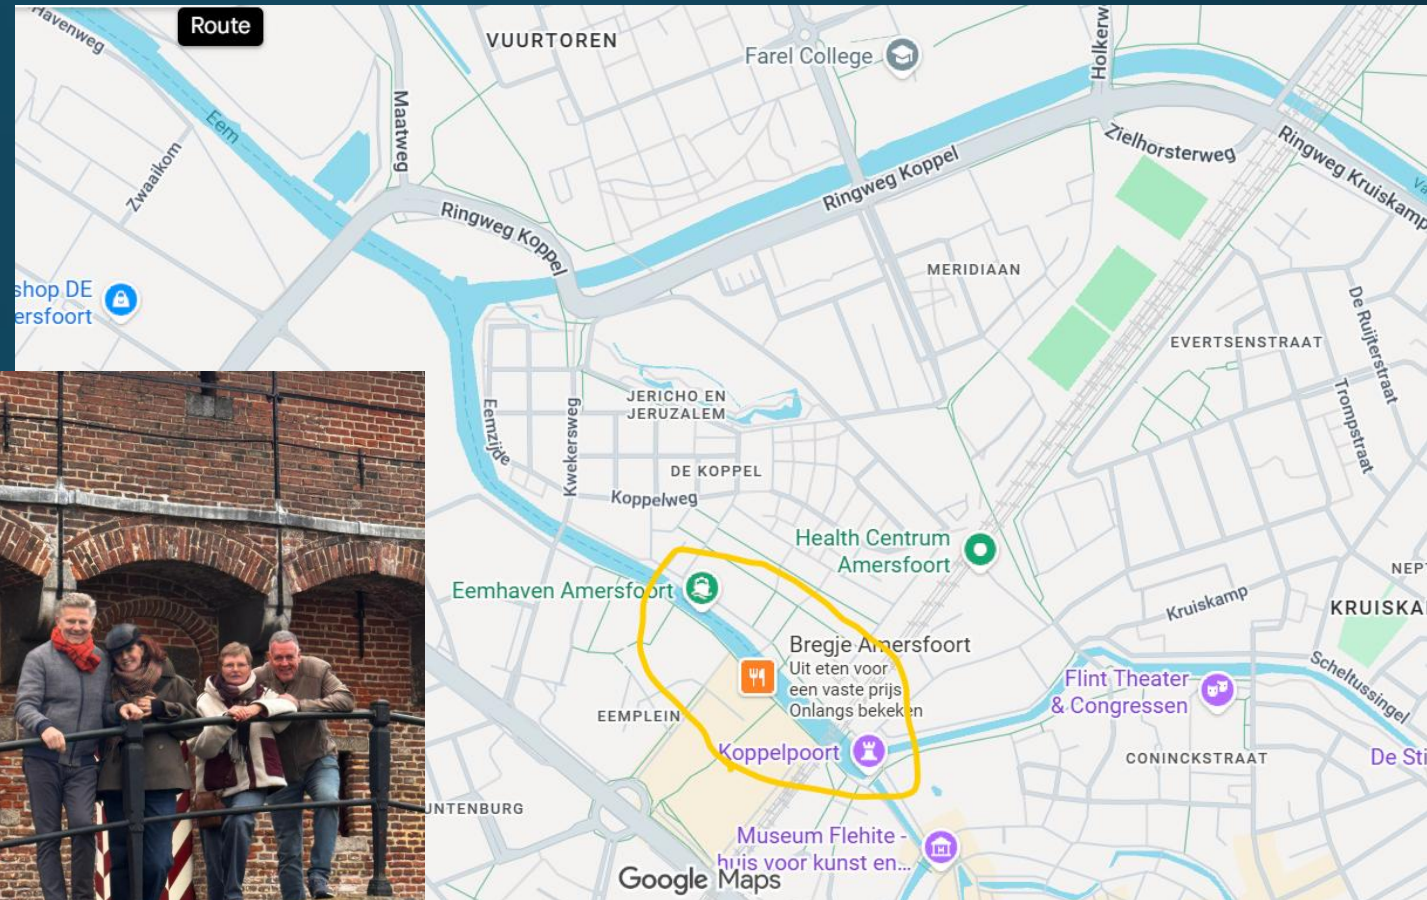 Route
Havenweg
VUURTOREN
Farel College
Holkerw
Maatweg
Eem
Zwaaikom
Zielhorsterweg
Ringweg Koppel
Ringweg Kruiskamp
Va
Ringweg Koppel
MERIDIAAN
shop DE
ersfoort
De Ruijterstraat
EVERTSENSTRAAT
JERICHO EN
JERUZALEM
Trompstraat
Eemzijde
Kwekersweg
DE KOPPEL
Koppelweg
Health Centrum
Amersfoort
NEPT
Eemhaven Amersfoort
Kruiskamp
KRUISKA
Bregje Amersfoort
Uit eten voor
een vaste prijs
Onlangs bekeken
Flint Theater
& Congressen
Scheltussingel
EEMPLEIN
Koppelpoort
CONINCKSTRAAT
De Sti
UNTENBURG
Museum Flehite -
huis voor kunst en...
Google Maps